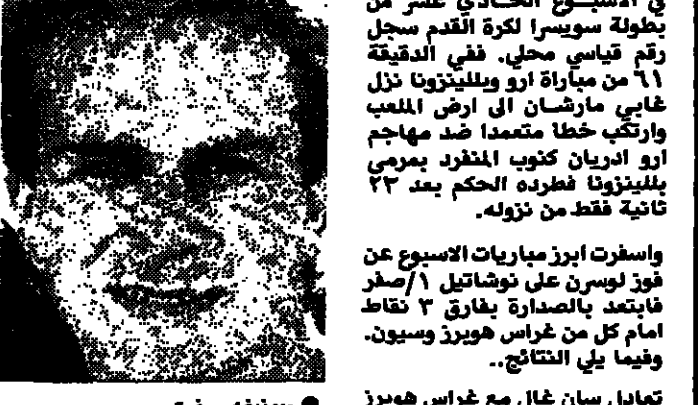 في الاسبوع الحادي عشر من
بطولة سويسرا لكرة القدم سجل
رقم قياسي محلي. ففي الدقيقة
٦١ من مباراة ارو وبللينزونا نزل
غابي مارشان الى ارض الملعب
وارتكب خطا متعمدا ضد مهاجم
ارو ادريان كنوب المنفرد بمرمى
بللينزونا فطرده الحكم بعد ٢٣
ثانية فقط من نزوله.
واسفرت ابرز مباريات الاسبوع عن
فوز لوسرن على نوشاتيل ١/صفر
فابتعد بالصدارة بفارق ٣ نقاط
امام كل من غراس هوبرز وسيون.
وفيما يلي النتائج..
تعادل سان غال مع غراس هوبرز